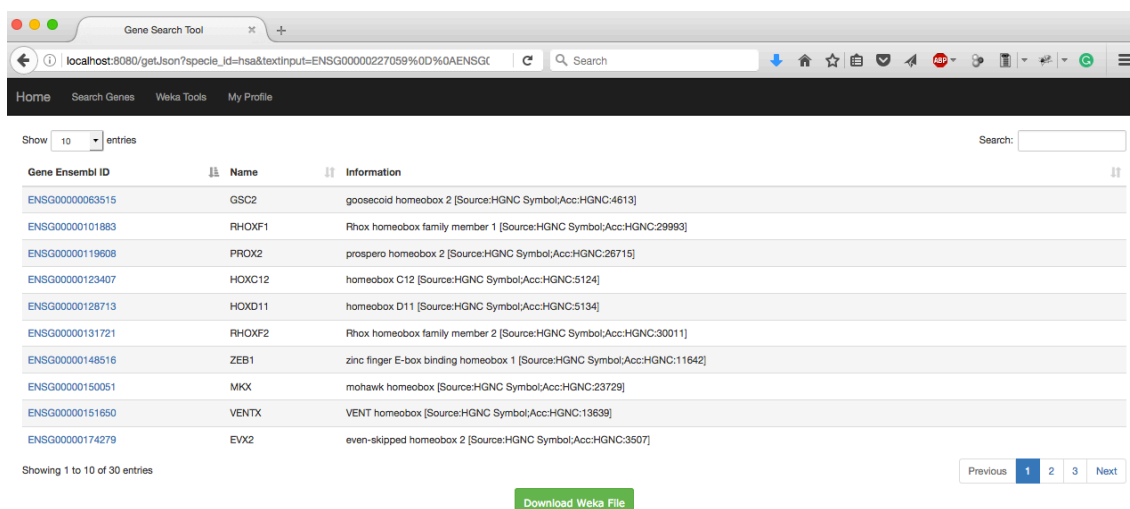 Gene Search Tool
localhost:8080/getJson?specie_id=hsa&textinput=ENSG00000227059%0D%0AENSG( Search ABP G
Home Search Genes Weka Tools My Profile
Show 10 entries Search:
Gene Ensembl ID Name Information
ENSG00000063515 GSC2 goosecoid homeobox 2 [Source:HGNC Symbol;Acc:HGNC:4613]
ENSG00000101883 RHOXF1 Rhox homeobox family member 1 [Source:HGNC Symbol;Acc:HGNC:29993]
ENSG00000119608 PROX2 prospero homeobox 2 [Source:HGNC Symbol;Acc:HGNC:26715]
ENSG00000123407 HOXC12 homeobox C12 [Source:HGNC Symbol;Acc:HGNC:5124]
ENSG00000128713 HOXD11 homeobox D11 [Source:HGNC Symbol;Acc:HGNC:5134]
ENSG00000131721 RHOXF2 Rhox homeobox family member 2 [Source:HGNC Symbol;Acc:HGNC:30011]
ENSG00000148516 ZEB1 zinc finger E-box binding homeobox 1 [Source:HGNC Symbol;Acc:HGNC:11642]
ENSG00000150051 MKX mohawk homeobox [Source:HGNC Symbol;Acc:HGNC:23729]
ENSG00000151650 VENTX VENT homeobox [Source:HGNC Symbol;Acc:HGNC:13639]
ENSG00000174279 EVX2 even-skipped homeobox 2 [Source:HGNC Symbol;Acc:HGNC:3507]
Showing 1 to 10 of 30 entries Previous 1 2 3 Next
Download Weka File